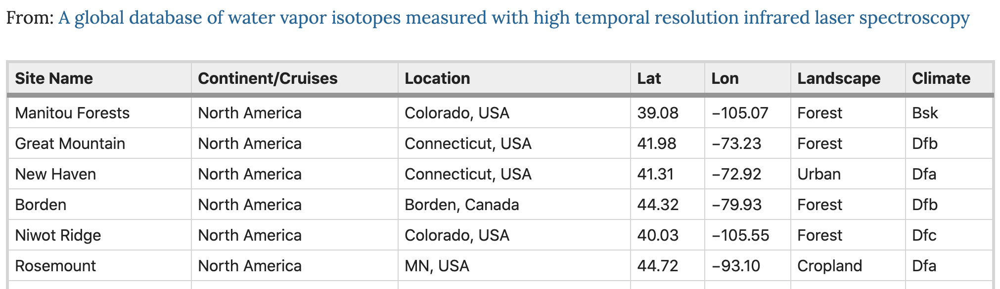 From: A global database of water vapor isotopes measured with high temporal resolution infrared laser spectroscopy
Site Name Continent/Cruises Location Lat Lon Landscape Climate
Manitou Forests North America Colorado, USA 39.08 −105.07 Forest Bsk
Great Mountain North America Connecticut, USA 41.98 −73.23 Forest Dfb
New Haven North America Connecticut, USA 41.31 −72.92 Urban Dfa
Borden North America Borden, Canada 44.32 −79.93 Forest Dfb
Niwot Ridge North America Colorado, USA 40.03 −105.55 Forest Dfc
Rosemount North America MN, USA 44.72 −93.10 Cropland Dfa